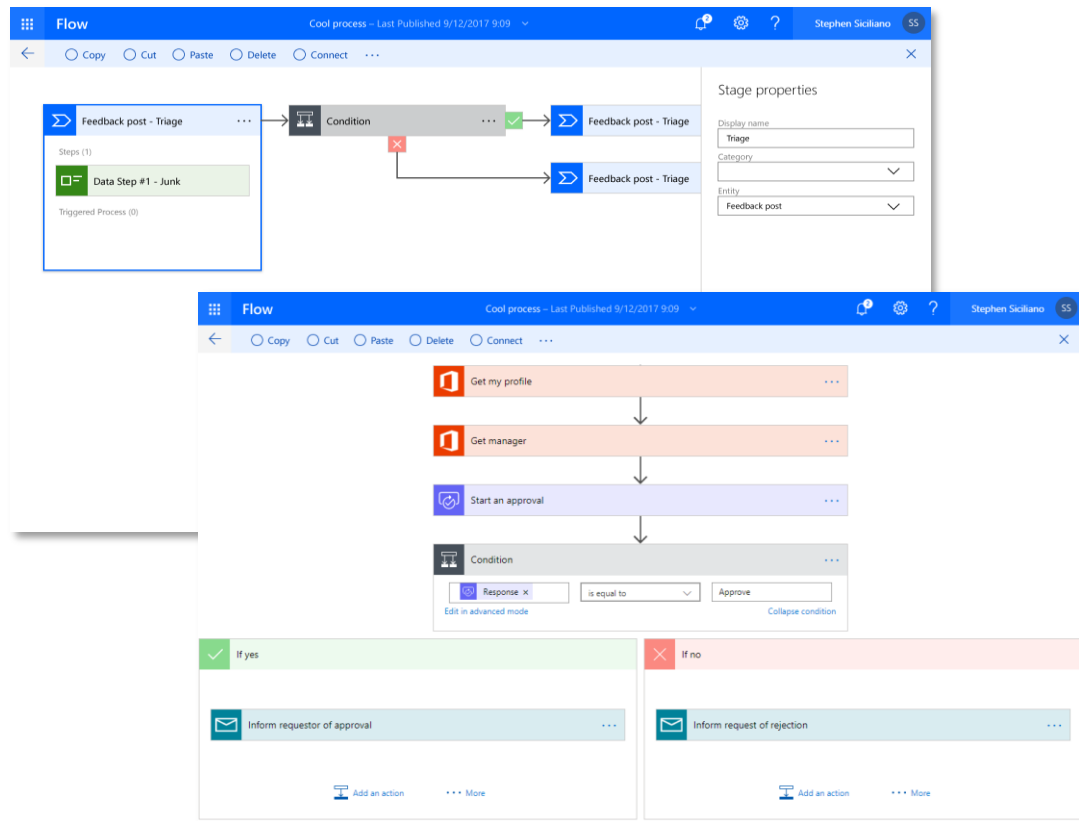 Flow
Cool process – Last Published 9/12/2017 9:09
2
?
Stephen Siciliano
SS
Copy
Cut
Paste
Delete
Connect
...
Stage properties
Display name
Triage
Category
Entity
Feedback post
Feedback post - Triage
...
Steps (1)
Data Step #1 - Junk
Triggered Process (0)
Condition
...
Feedback post - Triage
Feedback post - Triage
Flow
Cool process – Last Published 9/12/2017 9:09
2
?
Stephen Siciliano
SS
Copy
Cut
Paste
Delete
Connect
...
Get my profile
...
Get manager
...
Start an approval
...
Condition
...
Response x
is equal to
Approve
Edit in advanced mode
Collapse condition
If yes
Inform requestor of approval
...
Add an action
... More
If no
Inform request of rejection
...
Add an action
... More